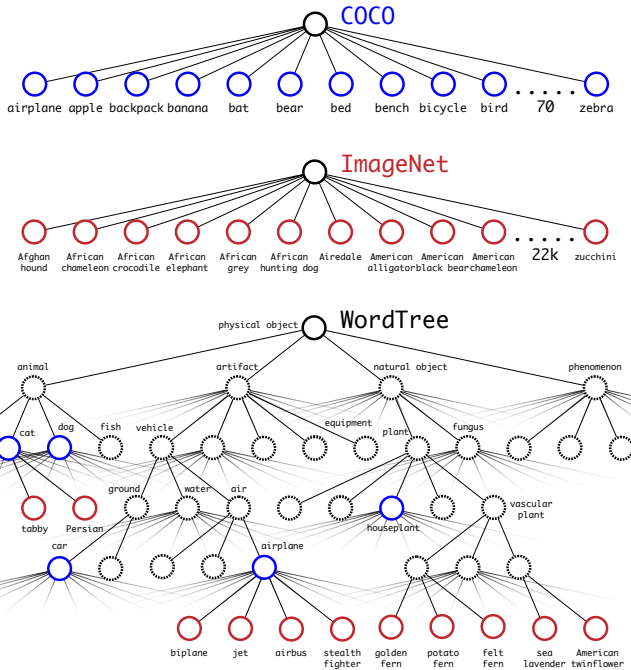 COCO
airplane apple backpack banana bat bear bed bench bicycle bird ..... 70 zebra
ImageNet
Afghan hound
African chameleon
African crocodile
African elephant
African grey
African hunting dog
Airedale
American alligator
American black bear
American chameleon
..... 22k
zucchini
physical object WordTree
animal artifact natural object phenomenon
cat dog fish vehicle equipment plant fungus
ground water air houseplant vascular plant
tabby Persian
car airplane
biplane jet airbus
stealth fighter
golden fern
potato fern
felt fern
sea lavender
American twinflower